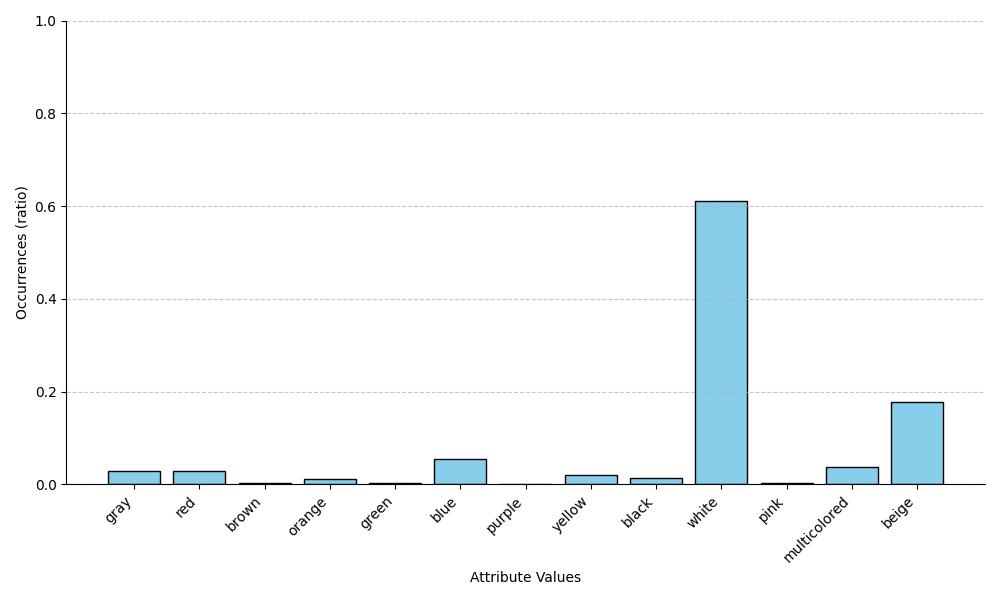 1.0
0.8
0.6
0.4
0.2
0.0
Occurrences (ratio)
gray
red
brown
orange
green
blue
purple
yellow
black
white
pink
multicolored
beige
Attribute Values